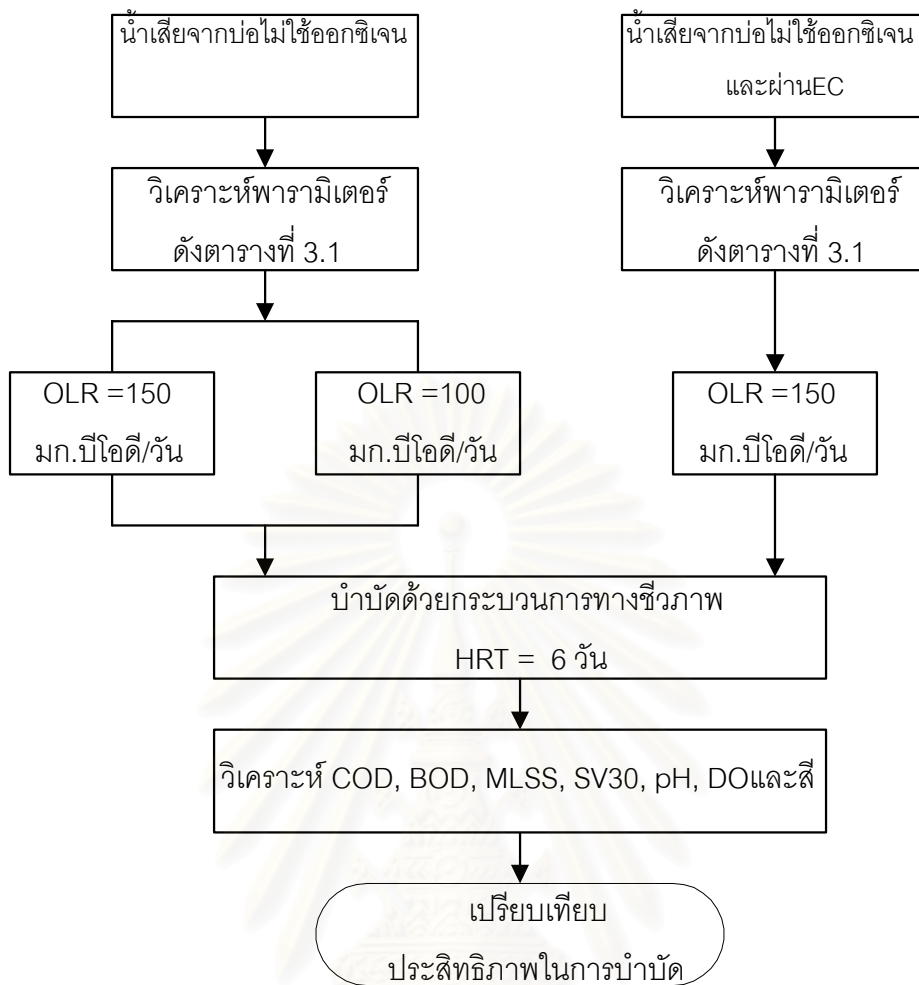 น้ำเสียจากบ่อไม่ใช้ออกซิเจน
น้ำเสียจากบ่อไม่ใช้ออกซิเจน
และผ่านEC
วิเคราะห์พารามิเตอร์
ดังตารางที่ 3.1
วิเคราะห์พารามิเตอร์
ดังตารางที่ 3.1
OLR =150
มก.บีโอดี/วัน
OLR =100
มก.บีโอดี/วัน
OLR =150
มก.บีโอดี/วัน
บำบัดด้วยกระบวนการทางชีวภาพ
HRT = 6 วัน
วิเคราะห์ COD, BOD, MLSS, SV30, pH, DOและสี
เปรียบเทียบ
ประสิทธิภาพในการบำบัด